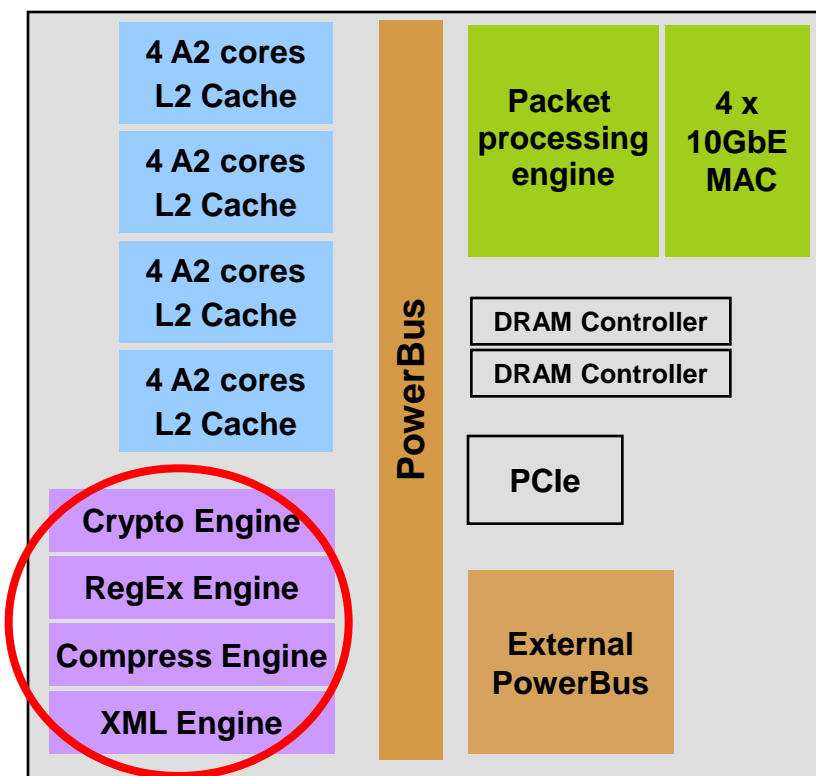 4 A2 cores
L2 Cache
4 A2 cores
L2 Cache
4 A2 cores
L2 Cache
4 A2 cores
L2 Cache
Crypto Engine
RegEx Engine
Compress Engine
XML Engine
PowerBus
Packet
processing
engine
4 x
10GbE
MAC
DRAM Controller
DRAM Controller
PCIe
External
PowerBus